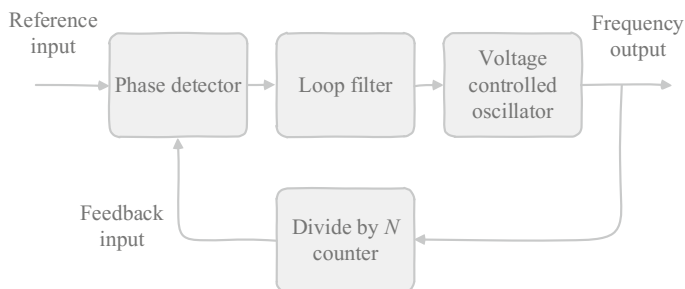 Reference
input
Phase detector
Loop filter
Voltage
controlled
oscillator
Frequency
output
Feedback
input
Divide by N
counter